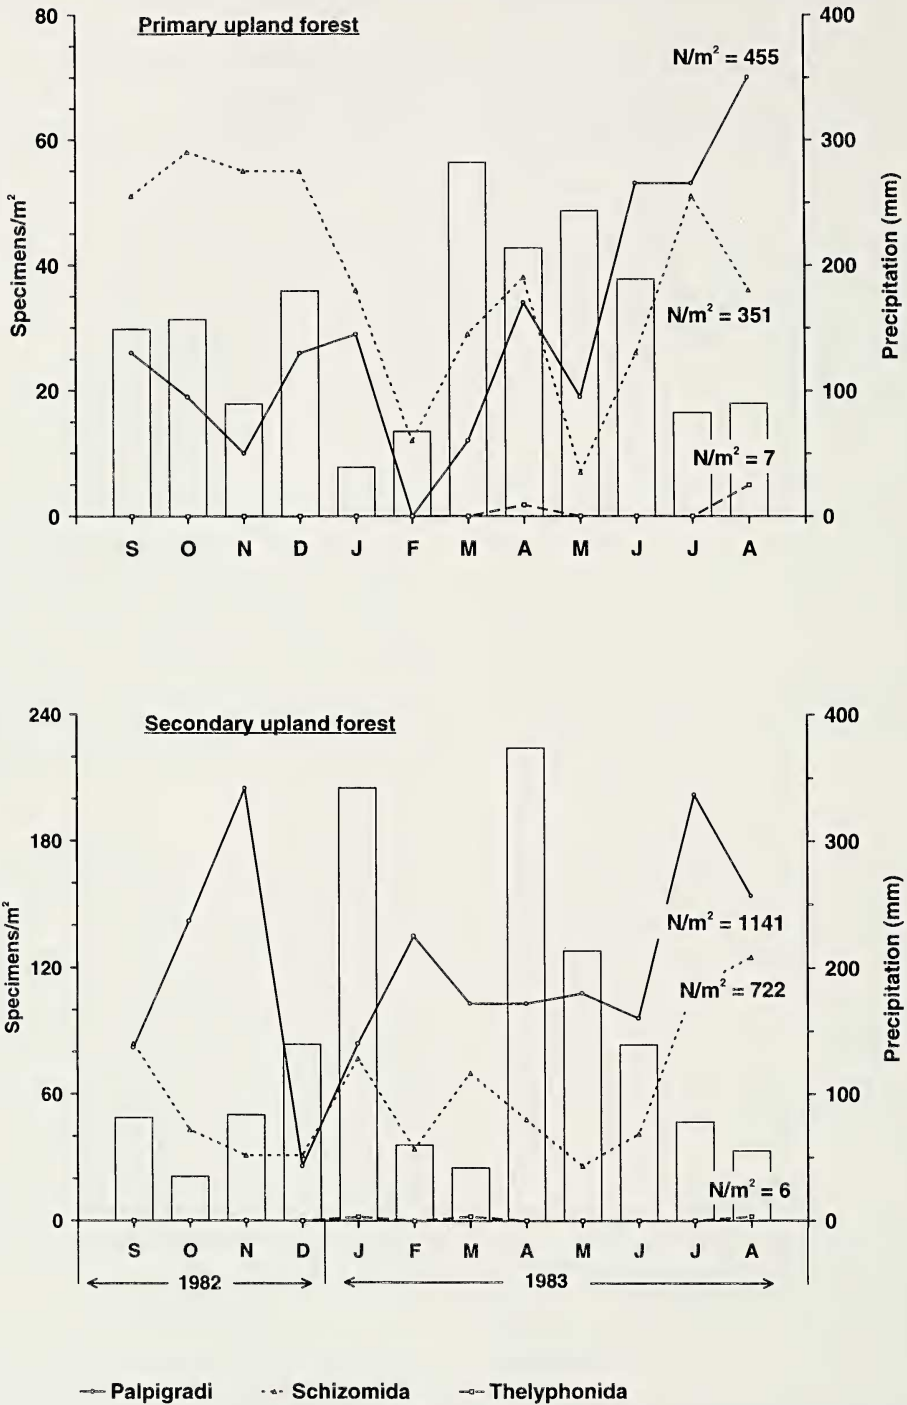 Primary upland forest
80 60 40 20 0
Specimens/m²
400 300 200 100 0
Precipitation (mm)
N/m² = 455
N/m² = 351
N/m² = 7
S O N D J F M A M J J A
Secondary upland forest
240 180 120 60 0
Specimens/m²
400 300 200 100 0
Precipitation (mm)
N/m² = 1141
N/m² = 722
N/m² = 6
S O N D J F M A M J J A
1982 1983
Palpigradi Schizomida Thelyphonida